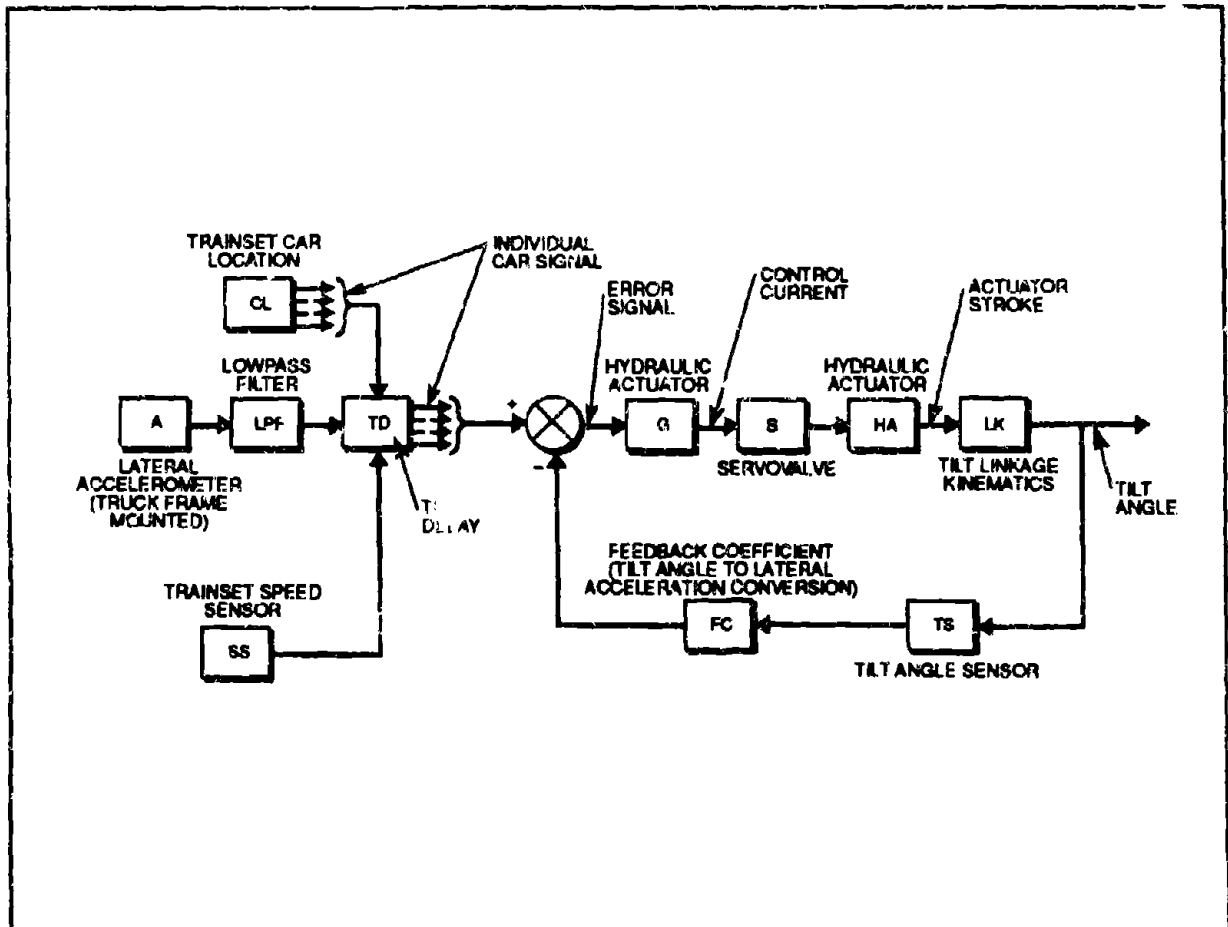 TRAINSET CAR
LOCATION
CL
INDIVIDUAL
CAR SIGNAL
ERROR
SIGNAL
CONTROL
CURRENT
ACTUATOR
STROKE
LOWPASS
FILTER
HYDRAULIC
ACTUATOR
HYDRAULIC
ACTUATOR
A
LPF
TD
+
−
G
S
HA
LK
LATERAL
ACCELEROMETER
(TRUCK FRAME
MOUNTED)
SERVOVALVE
TILT LINKAGE
KINEMATICS
TILT
ANGLE
FEEDBACK COEFFICIENT
(TILT ANGLE TO LATERAL
ACCELERATION CONVERSION)
TRAINSET SPEED
SENSOR
SS
FC
TS
TILT ANGLE SENSOR